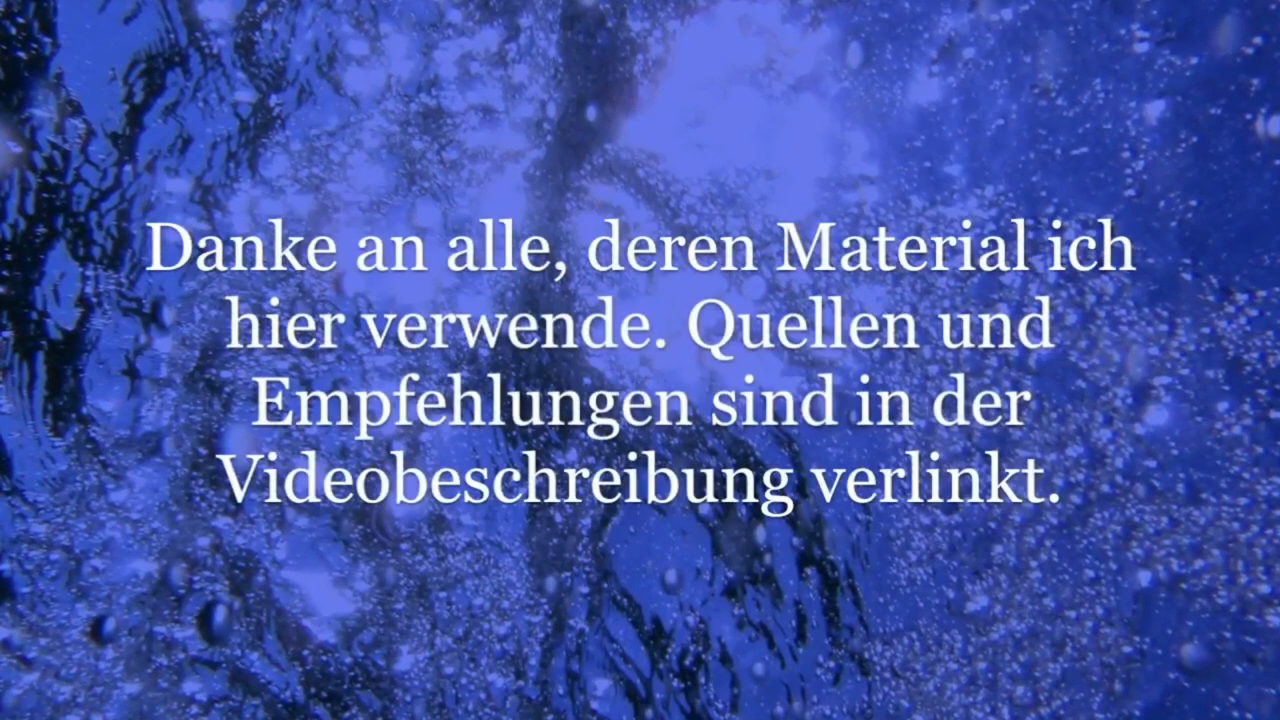 Danke an alle, deren Material ich
hier verwende. Quellen und
Empfehlungen sind in der
Videobeschreibung verlinkt.